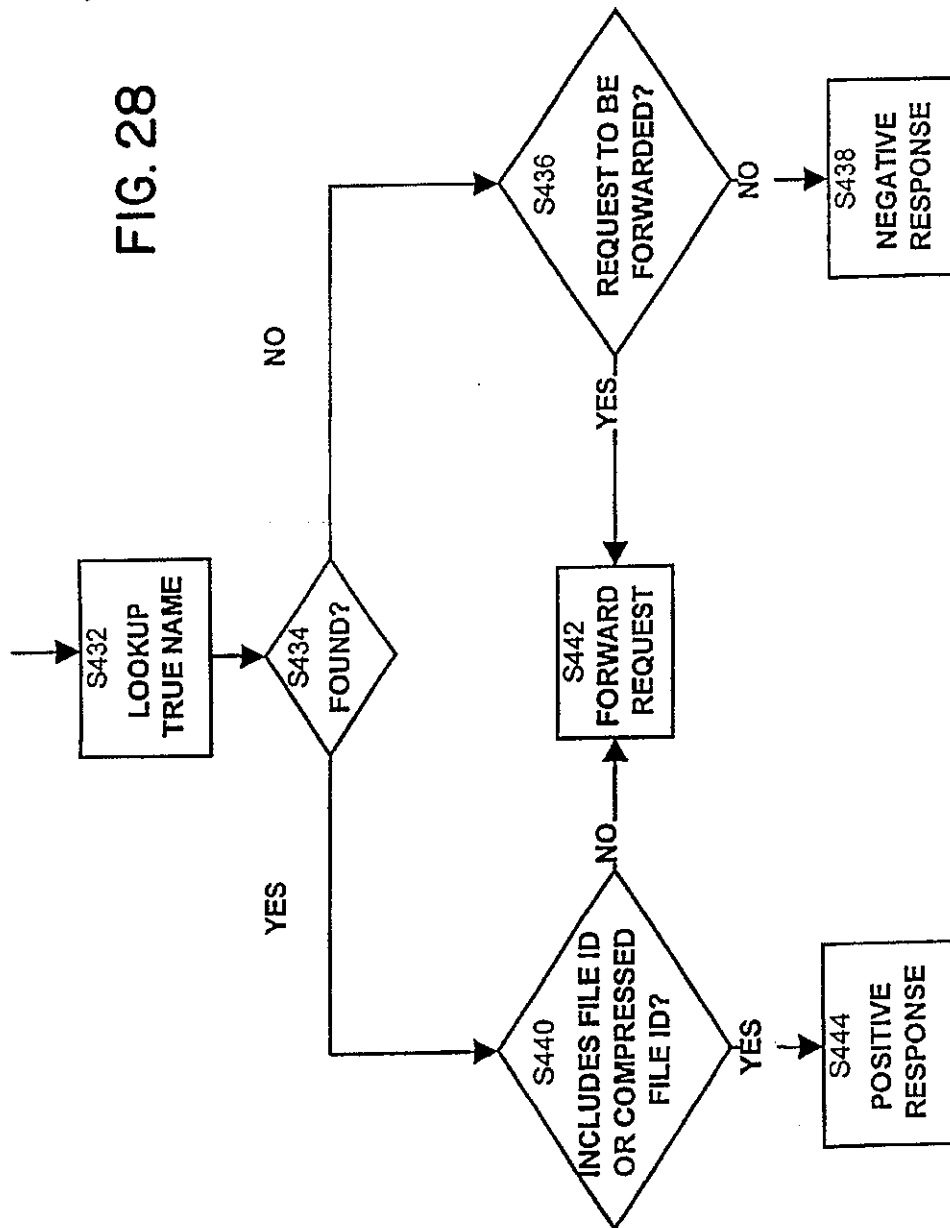 FIG. 28
S432
LOOKUP
TRUE NAME
S434
FOUND?
YES
NO
S440
INCLUDES FILE ID
OR COMPRESSED
FILE ID?
NO
YES
S442
FORWARD
REQUEST
S436
REQUEST TO BE
FORWARDED?
YES
NO
S444
POSITIVE
RESPONSE
S438
NEGATIVE
RESPONSE